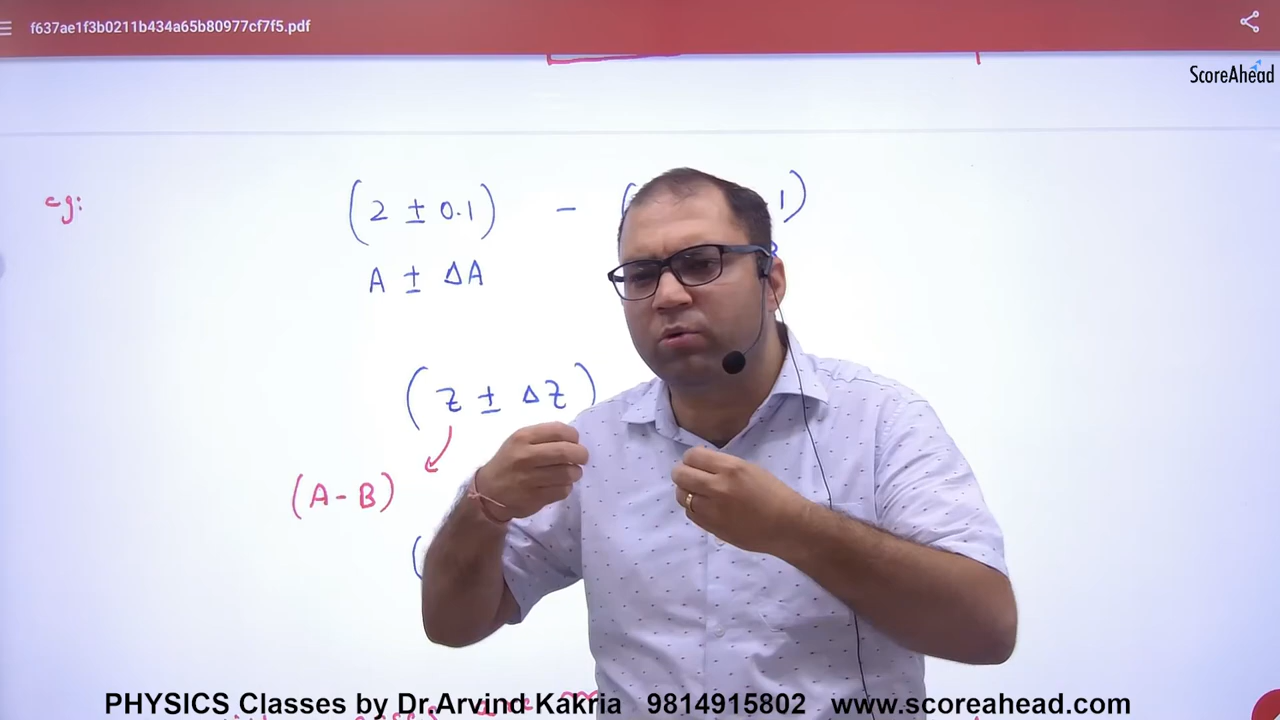 f637ae1f3b0211b434a65b80977cf7f5.pdf
ScoreAhead
eg: (2 ± 0.1) - ( 1)
A ± ΔA
(Z ± ΔZ)
(A - B)
(
PHYSICS Classes by Dr.Arvind Kakria 9814915802 www.scoreahead.com